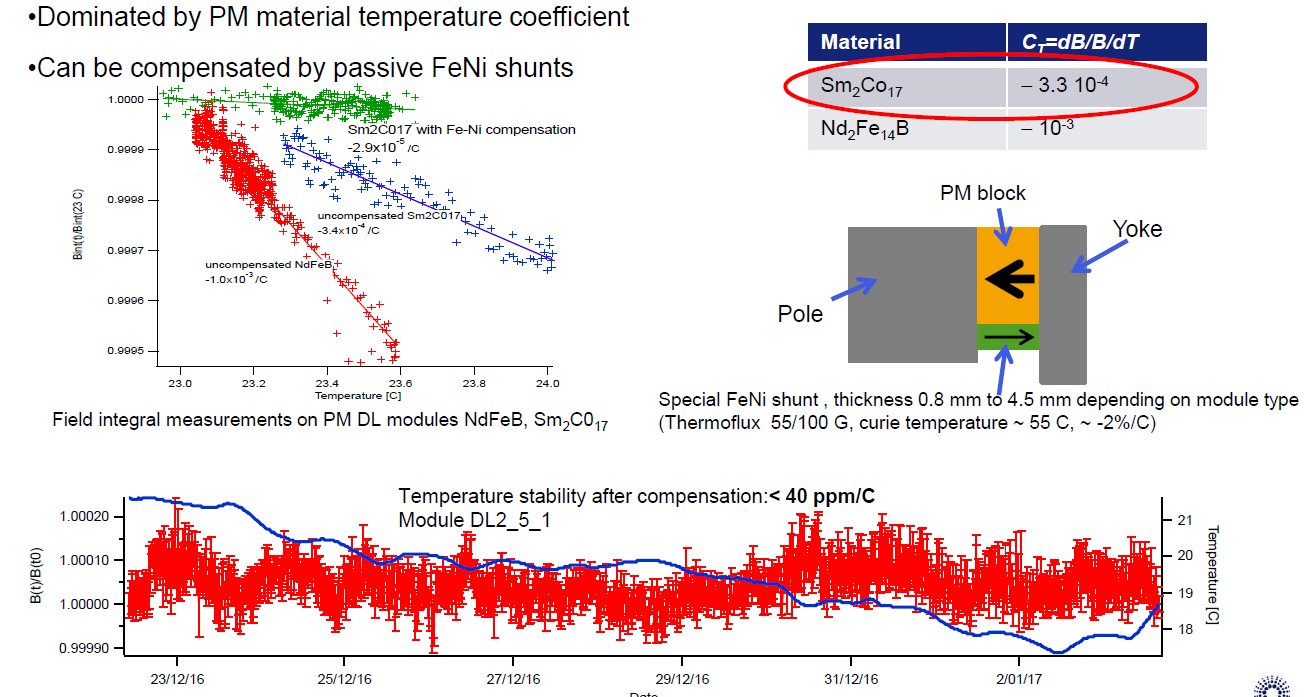 •Dominated by PM material temperature coefficient
•Can be compensated by passive FeNi shunts
Material C_T=dB/B/dT
Sm₂Co₁₇ – 3.3 10⁻⁴
Nd₂Fe₁₄B – 10⁻³
Bint(t)/Bint(23 C)
1.0000
0.9999
0.9998
0.9997
0.9996
0.9995
Sm2C017 with Fe-Ni compensation
-2.9x10⁻⁵ /C
uncompensated Sm2C017
-3.4x10⁻⁴ /C
uncompensated NdFeB
-1.0x10⁻³ /C
23.0 23.2 23.4 23.6 23.8 24.0
Temperature [C]
Field integral measurements on PM DL modules NdFeB, Sm₂C0₁₇
PM block
Yoke
Pole
Special FeNi shunt , thickness 0.8 mm to 4.5 mm depending on module type
(Thermoflux 55/100 G, curie temperature ~ 55 C, ~ -2%/C)
Temperature stability after compensation:< 40 ppm/C
Module DL2_5_1
B(t)/B(t0)
1.00020
1.00010
1.00000
0.99990
21
20
19
18
Temperature [C]
23/12/16 25/12/16 27/12/16 29/12/16 31/12/16 2/01/17
Date